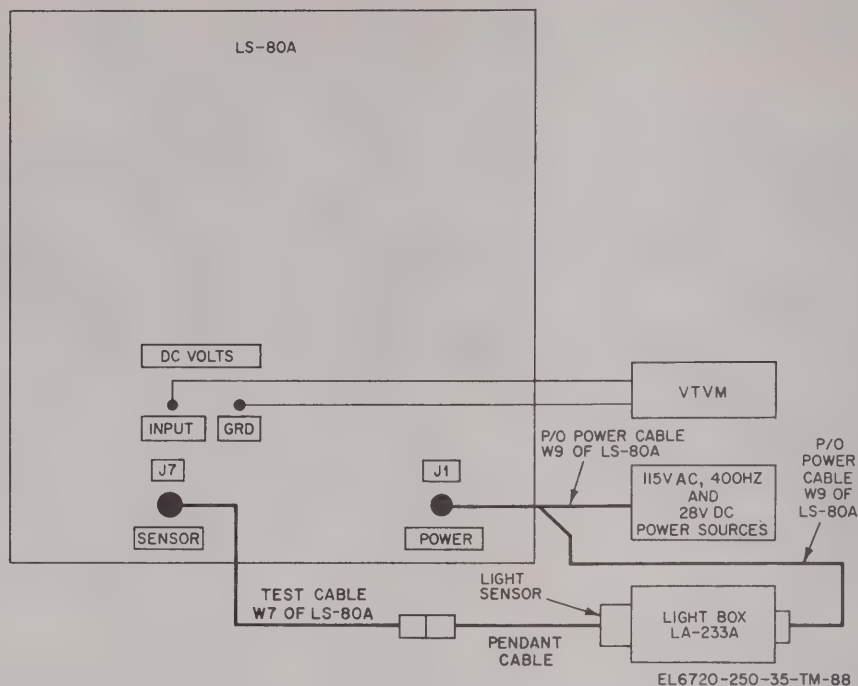 LS-80A
DC VOLTS
INPUT
GRD
VTVM
J7
SENSOR
J1
POWER
P/O POWER CABLE
W9 OF LS-80A
115V AC, 400HZ
AND
28V DC
POWER SOURCES
P/O
POWER
CABLE
W9 OF
LS-80A
TEST CABLE
W7 OF LS-80A
LIGHT
SENSOR
PENDANT
CABLE
LIGHT BOX
LA-233A
EL6720-250-35-TM-88